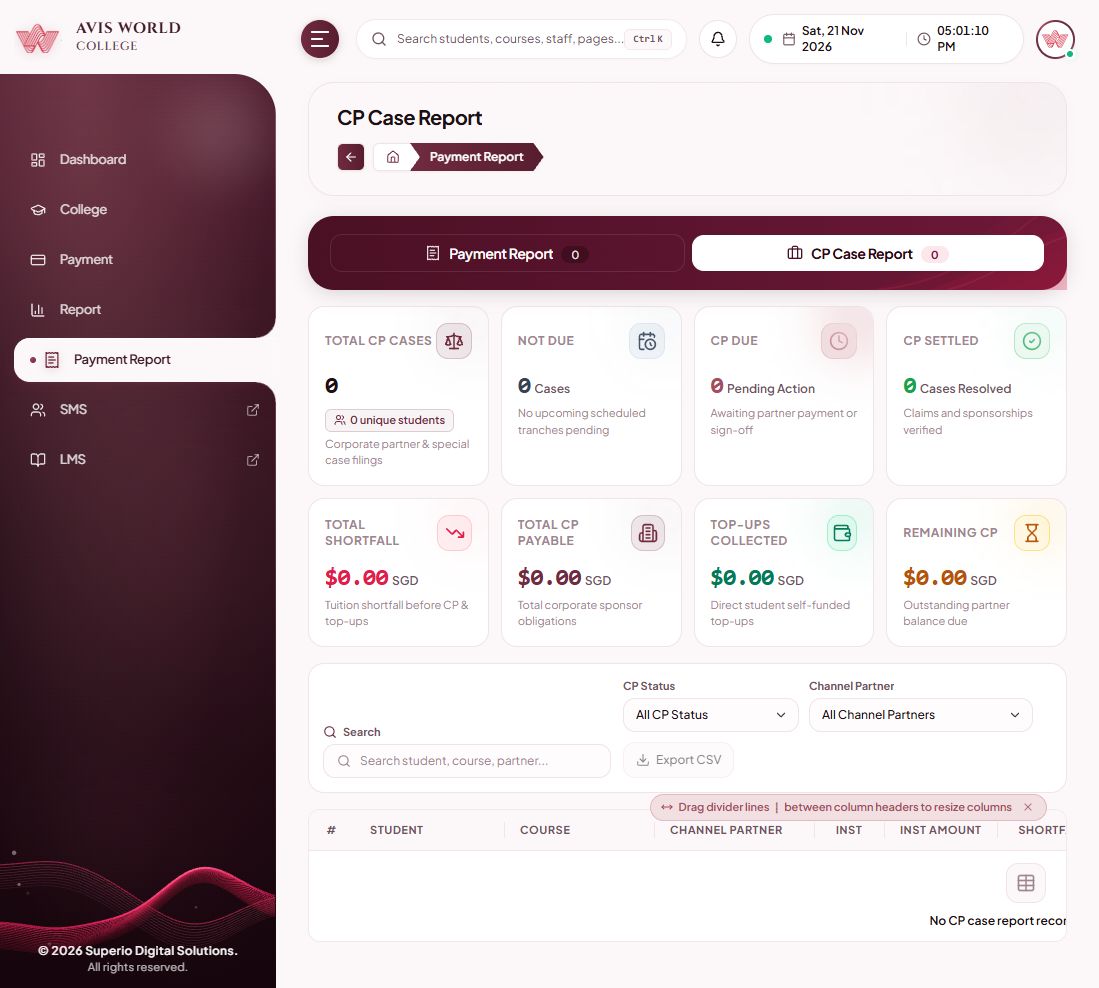 AVIS WORLD
COLLEGE
Search students, courses, staff, pages...
Ctrl K
Sat, 21 Nov
2026
05:01:10
PM
Dashboard
College
Payment
Report
Payment Report
SMS
LMS
© 2026 Superio Digital Solutions.
All rights reserved.
CP Case Report
Payment Report
Payment Report 0
CP Case Report 0
TOTAL CP CASES
0
0 unique students
Corporate partner & special
case filings
NOT DUE
0 Cases
No upcoming scheduled
tranches pending
CP DUE
0 Pending Action
Awaiting partner payment or
sign-off
CP SETTLED
0 Cases Resolved
Claims and sponsorships
verified
TOTAL
SHORTFALL
$0.00 SGD
Tuition shortfall before CP &
top-ups
TOTAL CP
PAYABLE
$0.00 SGD
Total corporate sponsor
obligations
TOP-UPS
COLLECTED
$0.00 SGD
Direct student self-funded
top-ups
REMAINING CP
$0.00 SGD
Outstanding partner
balance due
Search
Search student, course, partner...
CP Status
All CP Status
Channel Partner
All Channel Partners
Export CSV
Drag divider lines | between column headers to resize columns
# STUDENT COURSE CHANNEL PARTNER INST INST AMOUNT SHORTF
No CP case report recor